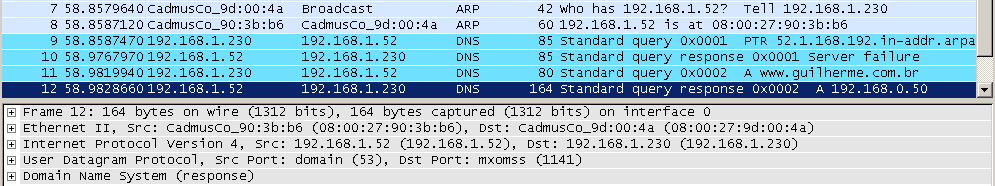 7 58.8579640 CadmusCo_9d:00:4a Broadcast ARP 42 Who has 192.168.1.52? Tell 192.168.1.230
8 58.8587120 CadmusCo_90:3b:b6 CadmusCo_9d:00:4a ARP 60 192.168.1.52 is at 08:00:27:90:3b:b6
9 58.8587470 192.168.1.230 192.168.1.52 DNS 85 Standard query 0x0001 PTR 52.1.168.192.in-addr.arpa
10 58.9767970 192.168.1.52 192.168.1.230 DNS 85 Standard query response 0x0001 Server failure
11 58.9819940 192.168.1.230 192.168.1.52 DNS 80 Standard query 0x0002 A www.guilherme.com.br
12 58.9828660 192.168.1.52 192.168.1.230 DNS 164 Standard query response 0x0002 A 192.168.0.50
Frame 12: 164 bytes on wire (1312 bits), 164 bytes captured (1312 bits) on interface 0
Ethernet II, Src: CadmusCo_90:3b:b6 (08:00:27:90:3b:b6), Dst: CadmusCo_9d:00:4a (08:00:27:9d:00:4a)
Internet Protocol Version 4, Src: 192.168.1.52 (192.168.1.52), Dst: 192.168.1.230 (192.168.1.230)
User Datagram Protocol, Src Port: domain (53), Dst Port: mxomss (1141)
Domain Name System (response)